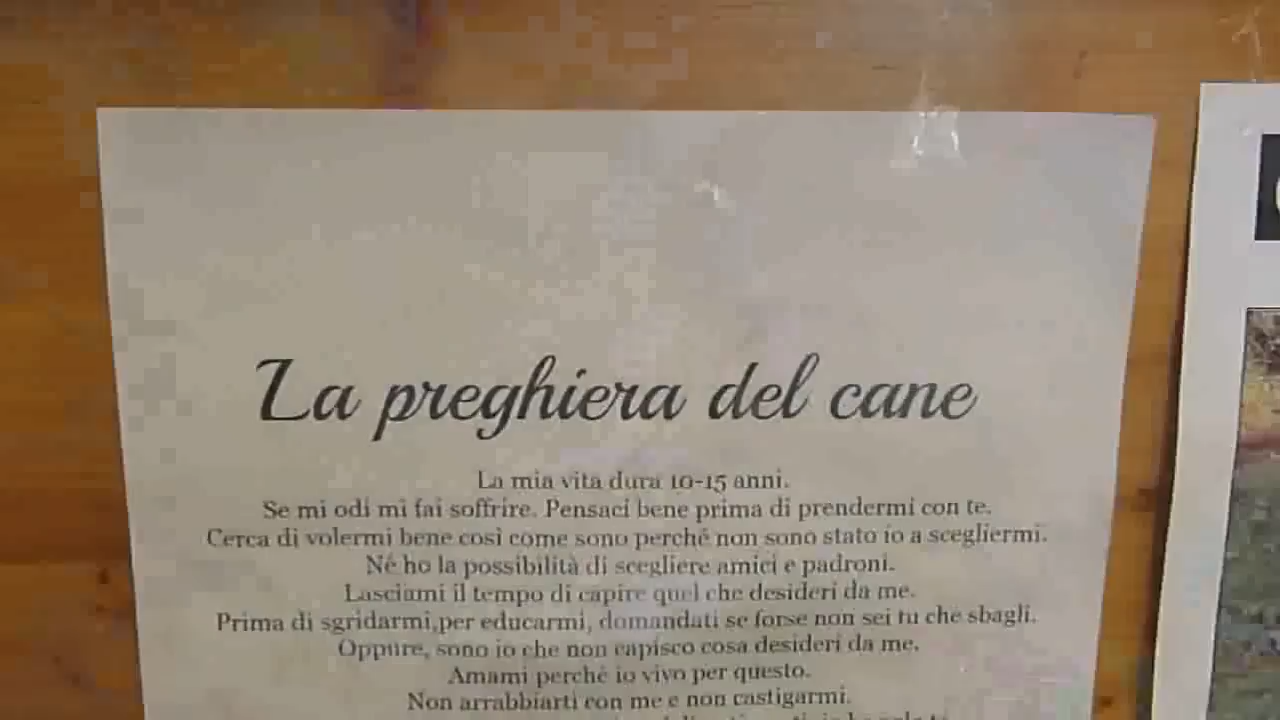 La preghiera del cane
La mia vita dura 10-15 anni.
Se mi odi mi fai soffrire. Pensaci bene prima di prendermi con te.
Cerca di volermi bene così come sono perché non sono stato io a scegliermi.
Né ho la possibilità di scegliere amici e padroni.
Lasciami il tempo di capire quel che desideri da me.
Prima di sgridarmi,per educarmi, domandati se forse non sei tu che sbagli.
Oppure, sono io che non capisco cosa desideri da me.
Amami perché io vivo per questo.
Non arrabbiarti con me e non castigarmi.